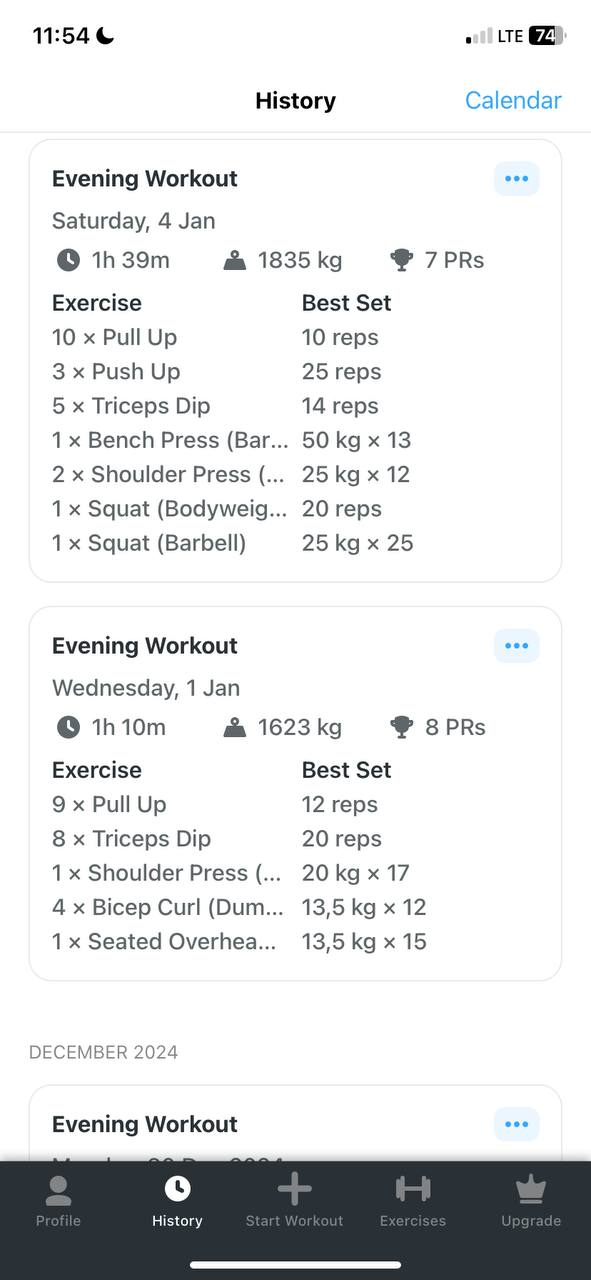 11:54 LTE 74
History Calendar
Evening Workout
Saturday, 4 Jan
1h 39m 1835 kg 7 PRs
Exercise Best Set
10 × Pull Up 10 reps
3 × Push Up 25 reps
5 × Triceps Dip 14 reps
1 × Bench Press (Bar... 50 kg × 13
2 × Shoulder Press (... 25 kg × 12
1 × Squat (Bodyweig... 20 reps
1 × Squat (Barbell) 25 kg × 25
Evening Workout
Wednesday, 1 Jan
1h 10m 1623 kg 8 PRs
Exercise Best Set
9 × Pull Up 12 reps
8 × Triceps Dip 20 reps
1 × Shoulder Press (... 20 kg × 17
4 × Bicep Curl (Dum... 13,5 kg × 12
1 × Seated Overhea... 13,5 kg × 15
DECEMBER 2024
Evening Workout
Profile History Start Workout Exercises Upgrade